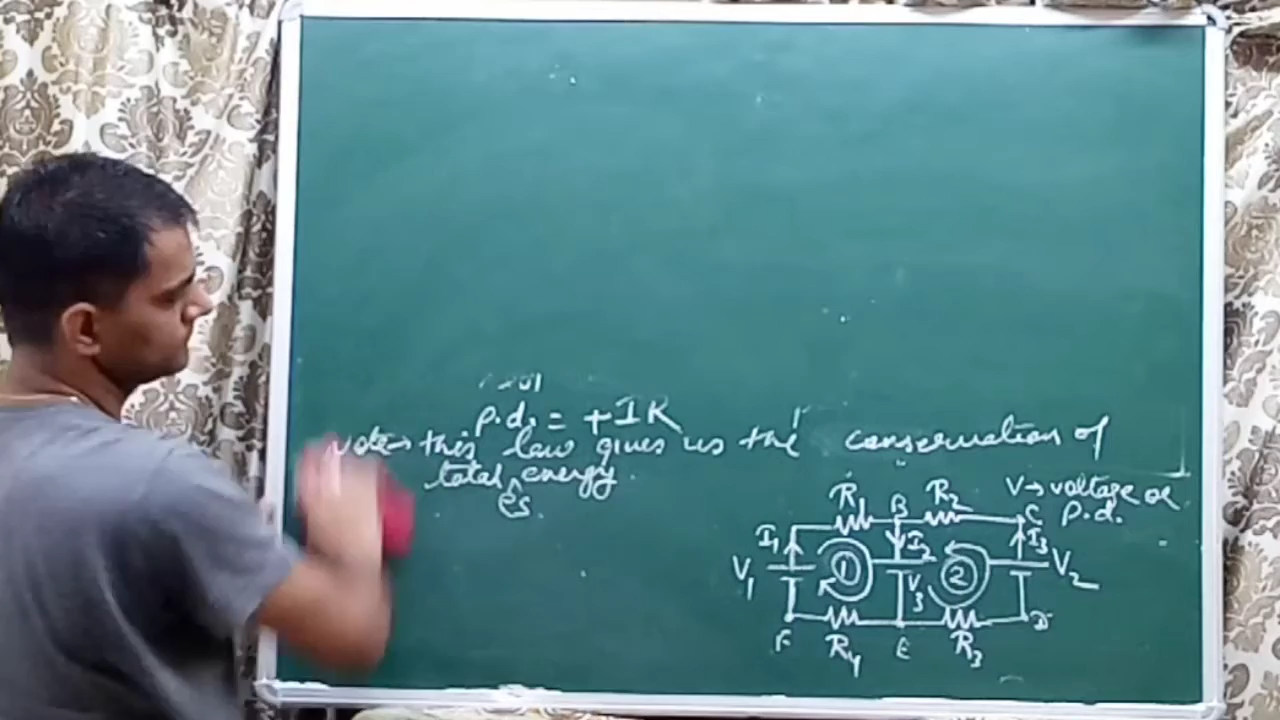 p.d. = + I R
Note → this law gives us the conservation of
total energy.
V → voltage or
p.d.
R1 B R2 C
I1 I2 I3
V1 1 V3 2 V2
F R4 E R3 D